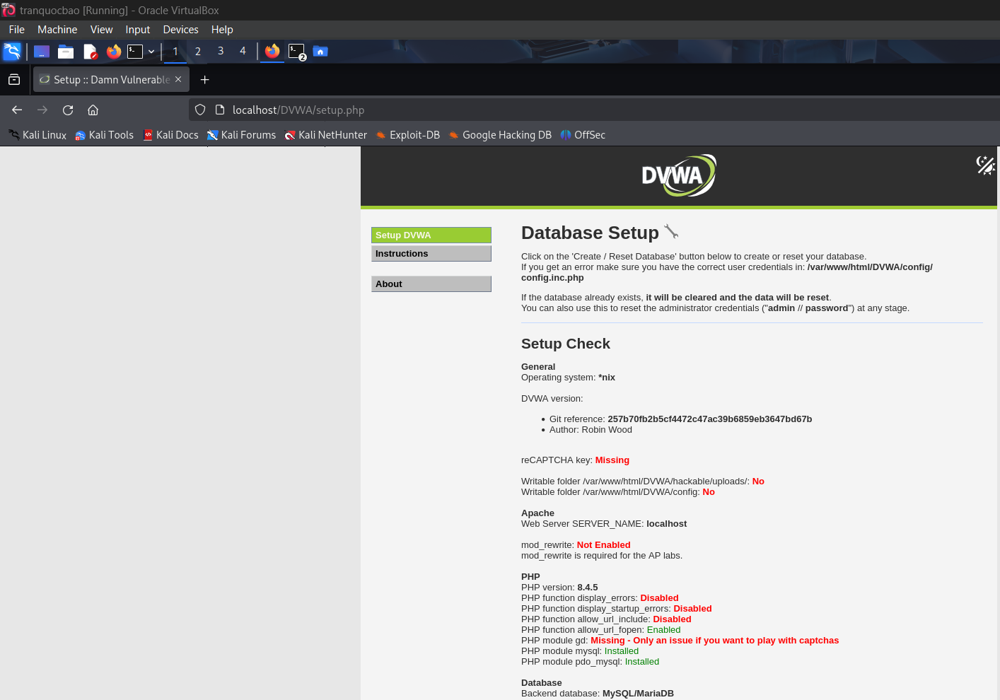 tranquocbao [Running] - Oracle VirtualBox
File Machine View Input Devices Help
1 2 3 4 2
Setup :: Damn Vulnerable
localhost/DVWA/setup.php
Kali Linux Kali Tools Kali Docs Kali Forums Kali NetHunter Exploit-DB Google Hacking DB OffSec
DVWA
Setup DVWA
Instructions
About
Database Setup
Click on the 'Create / Reset Database' button below to create or reset your database.
If you get an error make sure you have the correct user credentials in: /var/www/html/DVWA/config/
config.inc.php
If the database already exists, it will be cleared and the data will be reset.
You can also use this to reset the administrator credentials ("admin // password") at any stage.
Setup Check
General
Operating system: *nix
DVWA version:
• Git reference: 257b70fb2b5cf4472c47ac39b6859eb3647bd67b
• Author: Robin Wood
reCAPTCHA key: Missing
Writable folder /var/www/html/DVWA/hackable/uploads/: No
Writable folder /var/www/html/DVWA/config: No
Apache
Web Server SERVER_NAME: localhost
mod_rewrite: Not Enabled
mod_rewrite is required for the AP labs.
PHP
PHP version: 8.4.5
PHP function display_errors: Disabled
PHP function display_startup_errors: Disabled
PHP function allow_url_include: Disabled
PHP function allow_url_fopen: Enabled
PHP module gd: Missing - Only an issue if you want to play with captchas
PHP module mysql: Installed
PHP module pdo_mysql: Installed
Database
Backend database: MySQL/MariaDB